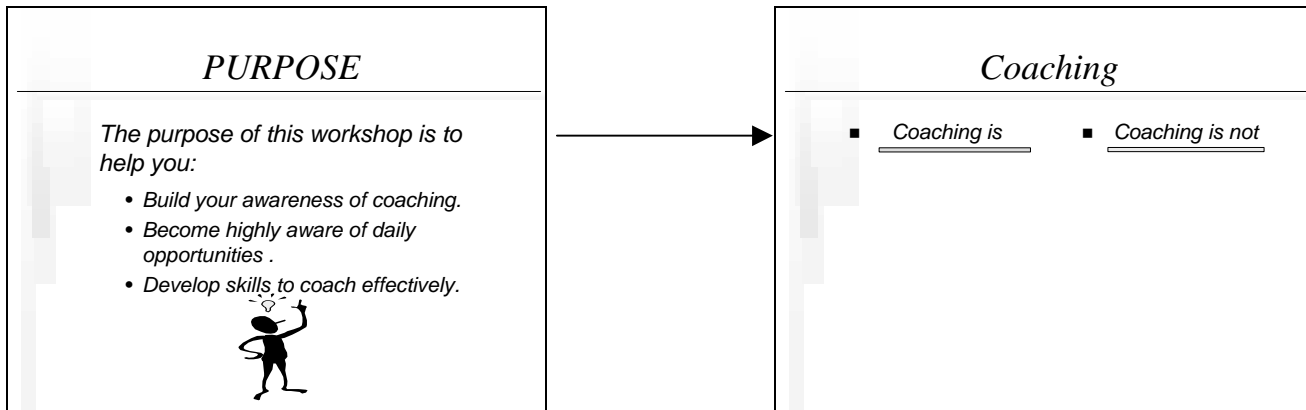 PURPOSE
The purpose of this workshop is to
help you:
• Build your awareness of coaching.
• Become highly aware of daily
opportunities .
• Develop skills to coach effectively.
Coaching
■ Coaching is
■ Coaching is not